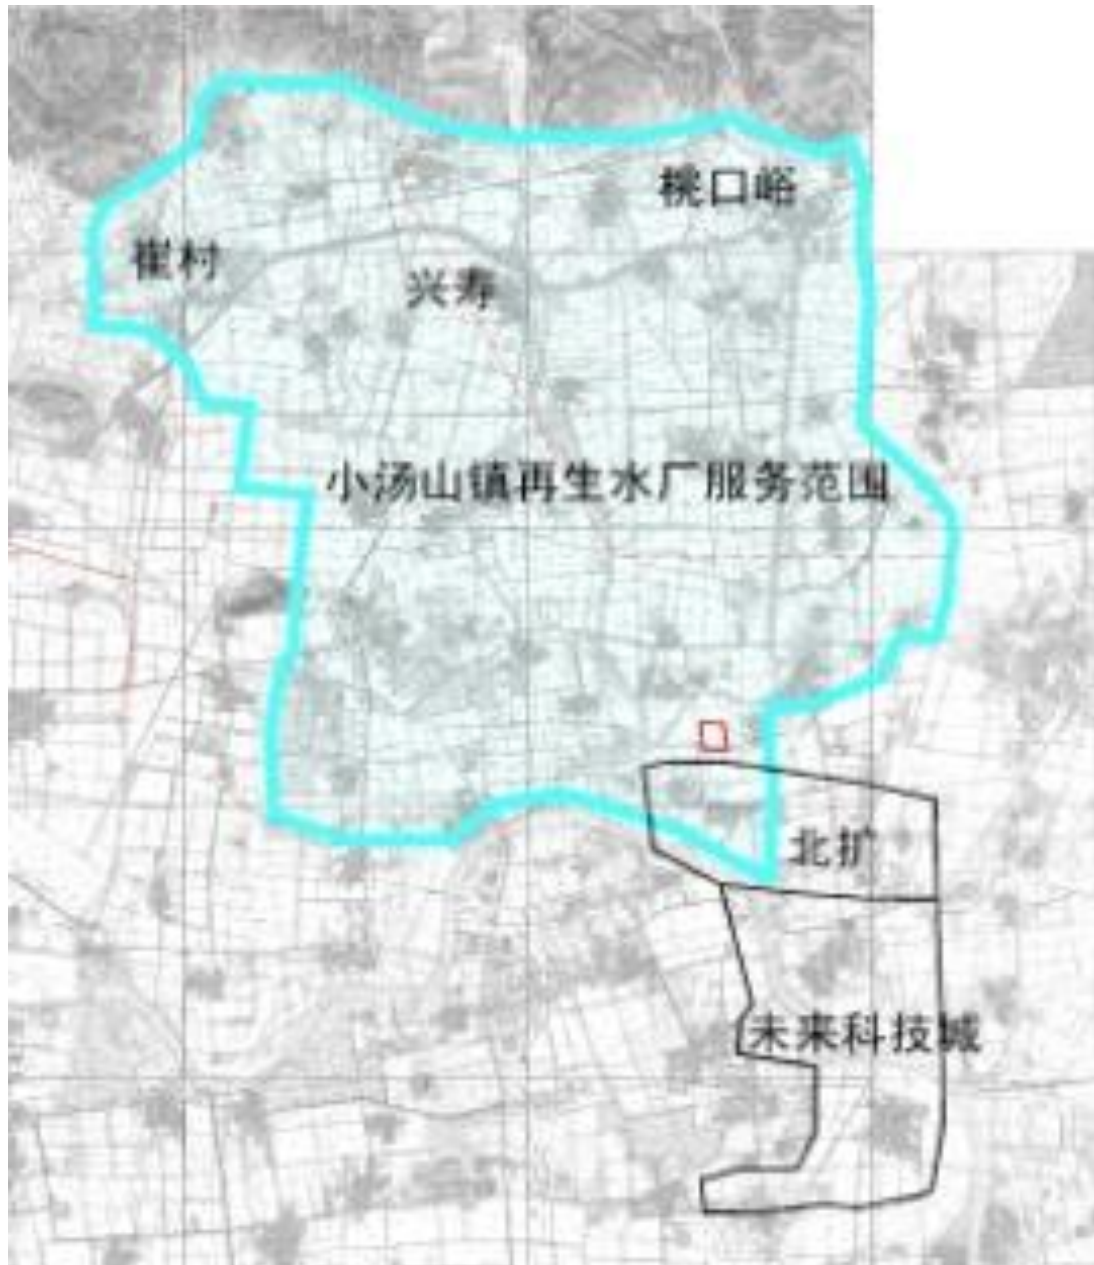 桃口峪
崔村
兴寿
小汤山镇再生水厂服务范围
北扩
未来科技城